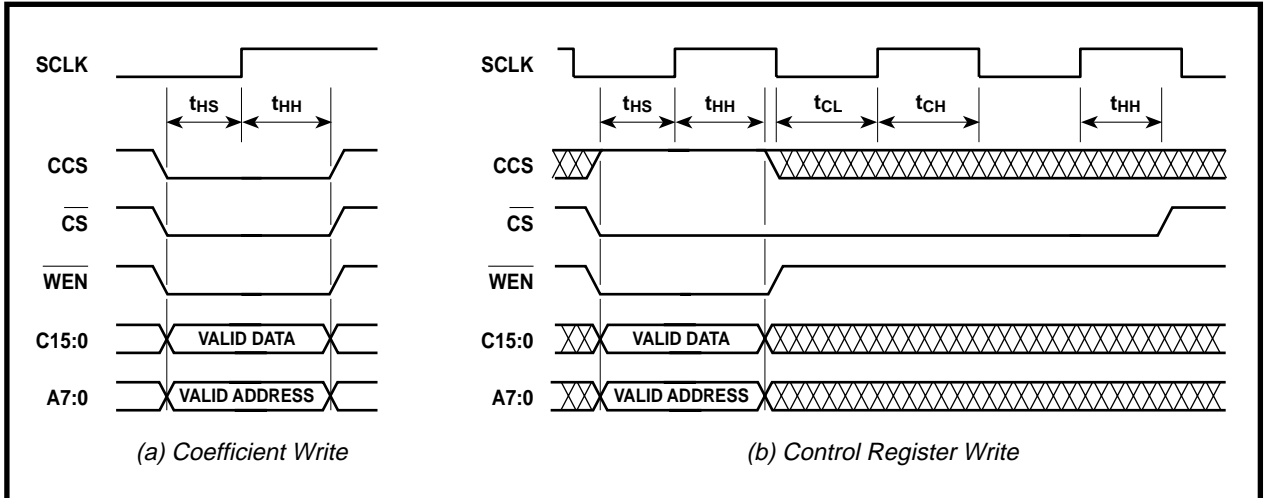 SCLK
tHS tHH
CCS
CS
WEN
C15:0 VALID DATA
A7:0 VALID ADDRESS
(a) Coefficient Write
SCLK
tHS tHH tCL tCH tHH
CCS
CS
WEN
C15:0 VALID DATA
A7:0 VALID ADDRESS
(b) Control Register Write